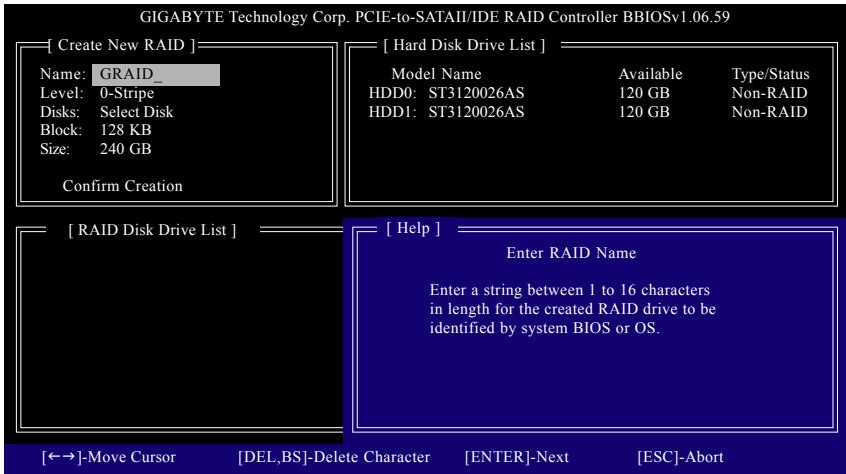 GIGABYTE Technology Corp. PCIE-to-SATAII/IDE RAID Controller BBIOSv1.06.59
[ Create New RAID ]
Name: GRAID_
Level: 0-Stripe
Disks: Select Disk
Block: 128 KB
Size: 240 GB
Confirm Creation
[ Hard Disk Drive List ]
Model Name Available Type/Status
HDD0: ST3120026AS 120 GB Non-RAID
HDD1: ST3120026AS 120 GB Non-RAID
[ RAID Disk Drive List ]
[ Help ]
Enter RAID Name
Enter a string between 1 to 16 characters
in length for the created RAID drive to be
identified by system BIOS or OS.
[←→]-Move Cursor [DEL,BS]-Delete Character [ENTER]-Next [ESC]-Abort